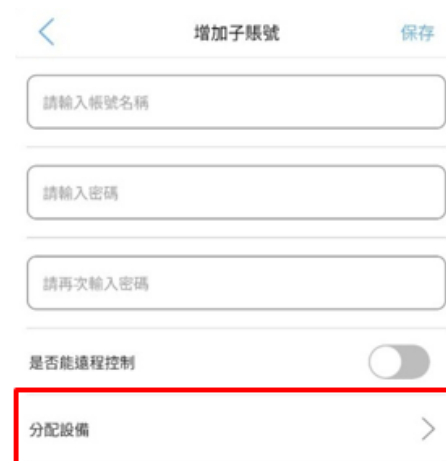 增加子賬號
保存
請輸入帳號名稱
請輸入密碼
請再次輸入密碼
是否能遠程控制
分配設備